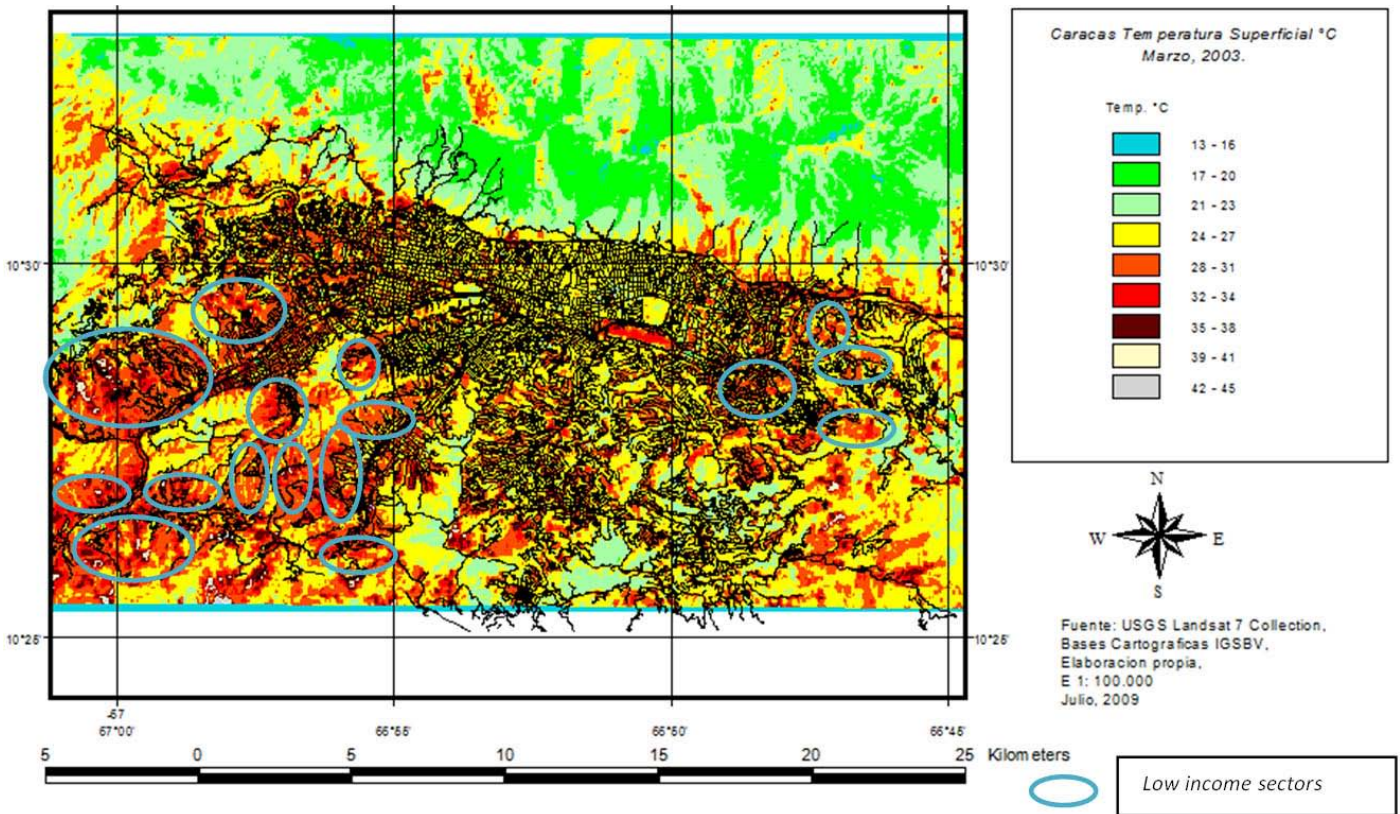 Caracas Temperatura Superficial °C
Marzo, 2003.
Temp. °C
13 - 16
17 - 20
21 - 23
24 - 27
28 - 31
32 - 34
35 - 38
39 - 41
42 - 45
10°30'
10°30'
10°25'
10°25'
N
W
E
S
Fuente: USGS Landsat 7 Collection,
Bases Cartograficas IGSBV,
Elaboracion propia,
E 1: 100.000
Julio, 2009
-67
67°00'
66°55'
66°50'
66°45'
5 0 5 10 15 20 25 Kilometers
Low income sectors